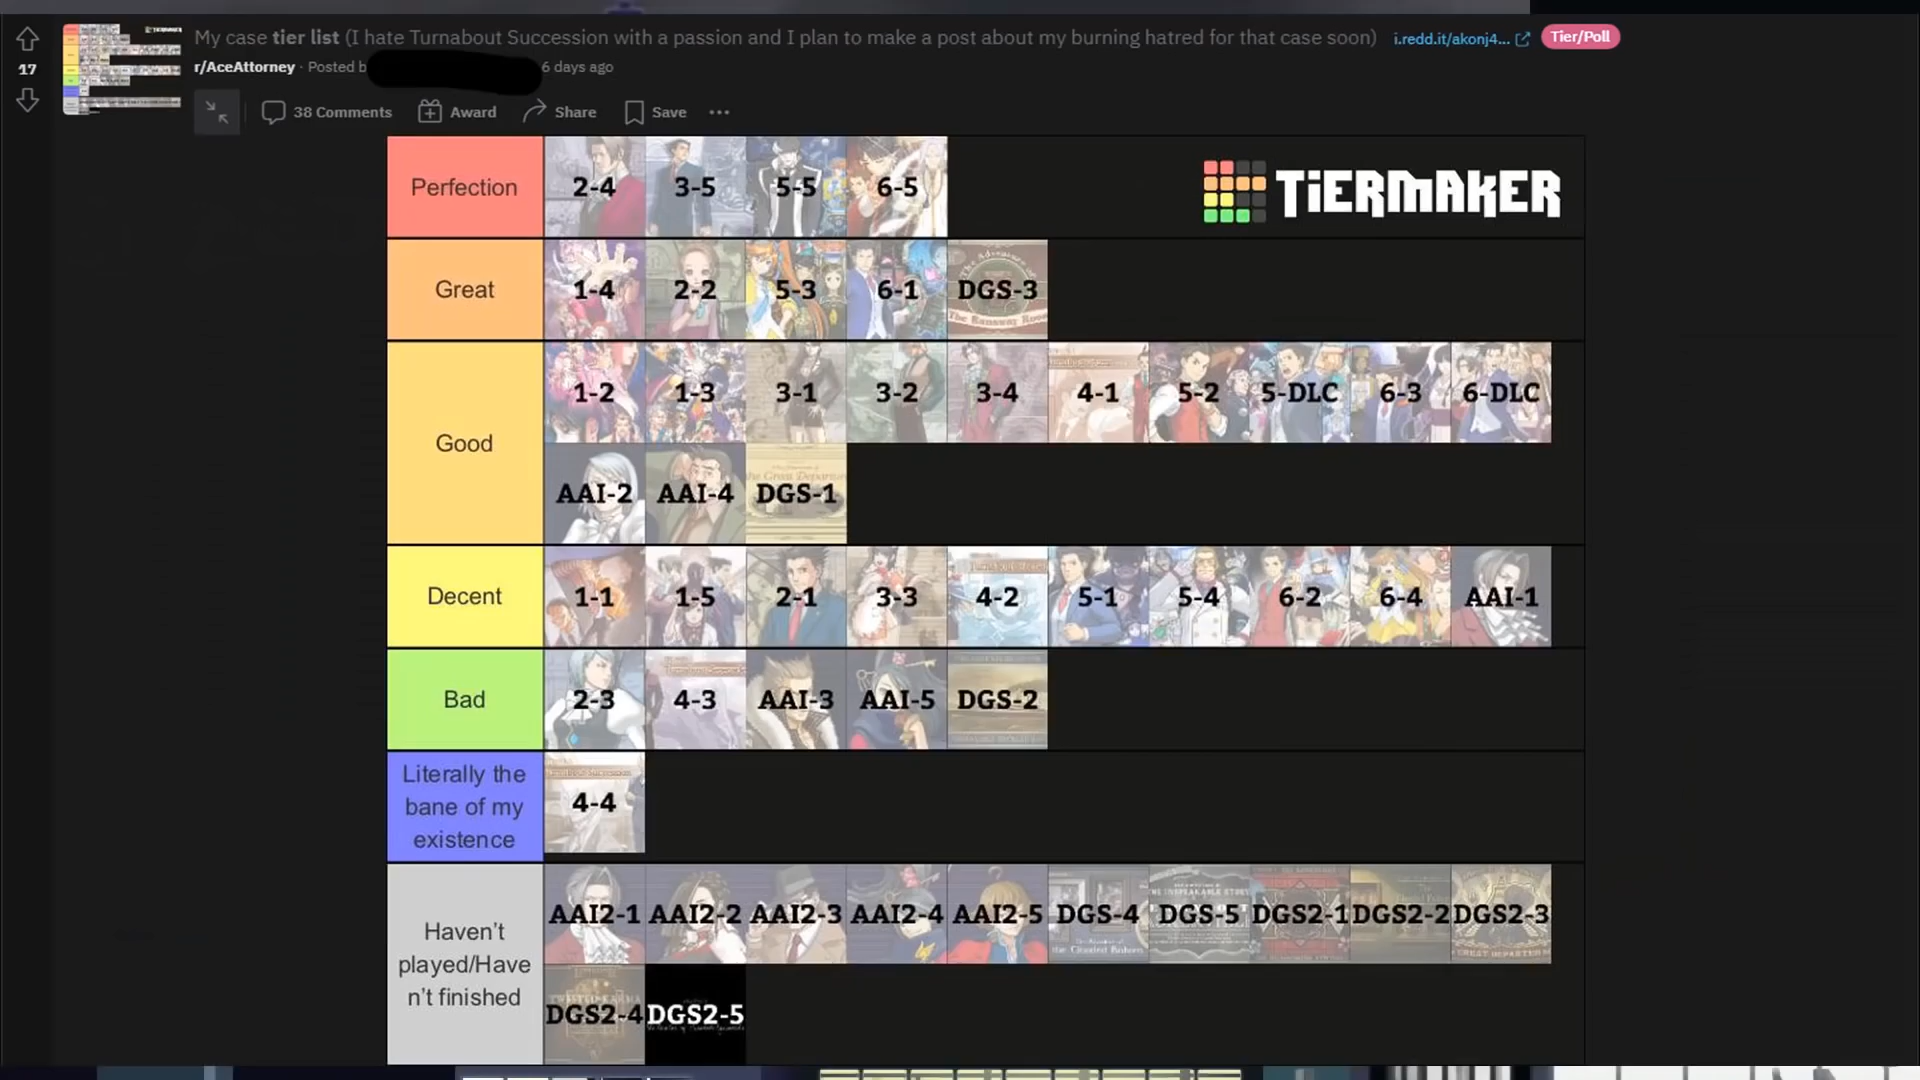 My case tier list (I hate Turnabout Succession with a passion and I plan to make a post about my burning hatred for that case soon) i.redd.it/akonj4... Tier/Poll
17
r/AceAttorney · Posted b 6 days ago
38 Comments Award Share Save ...
Perfection 2-4 3-5 5-5 6-5 TiERMAKER
Great 1-4 2-2 5-3 6-1 DGS-3
The Adventure of
The Runaway Room
Good
1-2 1-3 3-1 3-2 3-4 4-1 5-2 5-DLC 6-3 6-DLC
AAI-2 AAI-4 DGS-1
Decent 1-1 1-5 2-1 3-3 4-2 5-1 5-4 6-2 6-4 AAI-1
Bad 2-3 4-3 AAI-3 AAI-5 DGS-2
Literally the
bane of my
existence
4-4
Haven't
played/Have
n't finished
AAI2-1 AAI2-2 AAI2-3 AAI2-4 AAI2-5 DGS-4 DGS-5 DGS2-1 DGS2-2 DGS2-3
DGS2-4 DGS2-5